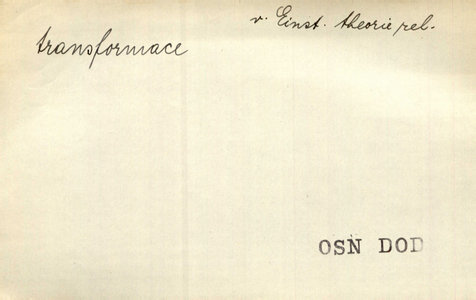 v. Einst. theorie rel.
transformace
OSN DOD